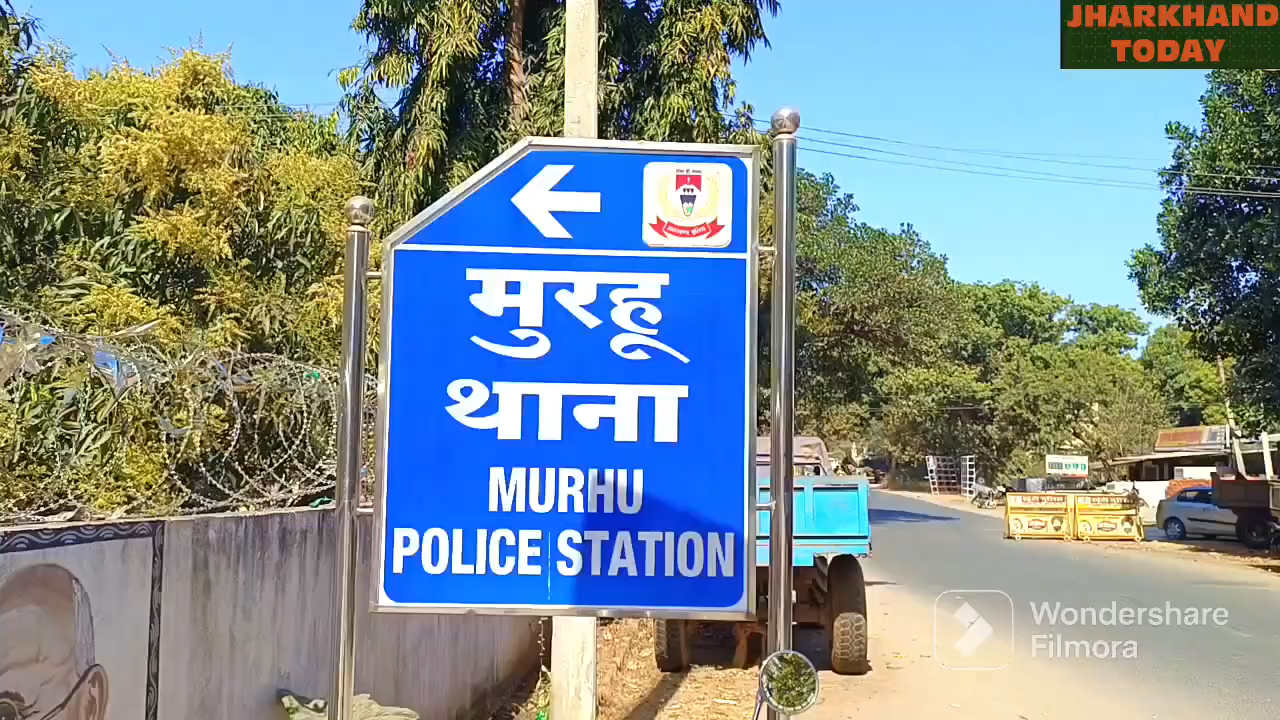 JHARKHAND
TODAY
मुरहू
थाना
MURHU
POLICE STATION
Wondershare
Filmora